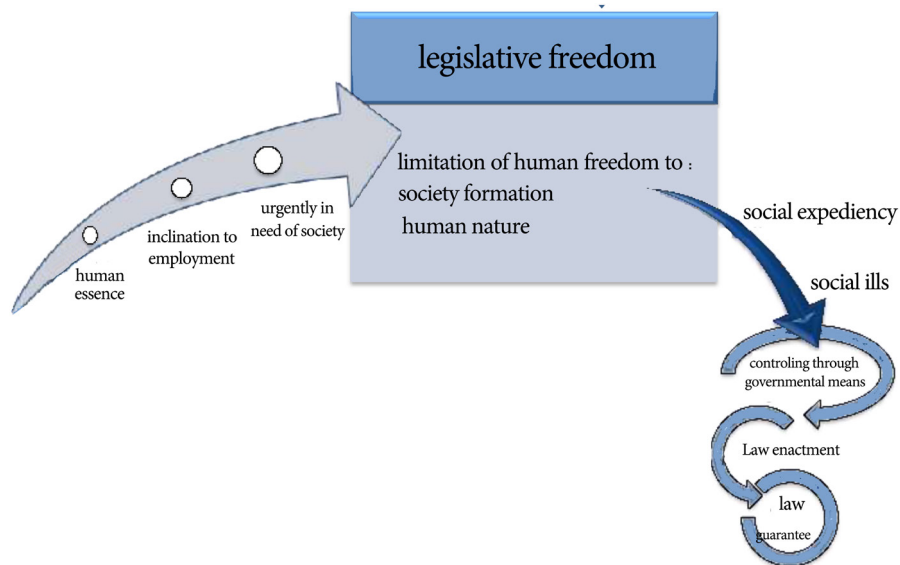 legislative freedom
limitation of human freedom to :
society formation
human nature
human
essence
inclination to
employment
urgently in
need of society
social expediency
social ills
controling through
governmental means
Law enactment
law
guarantee